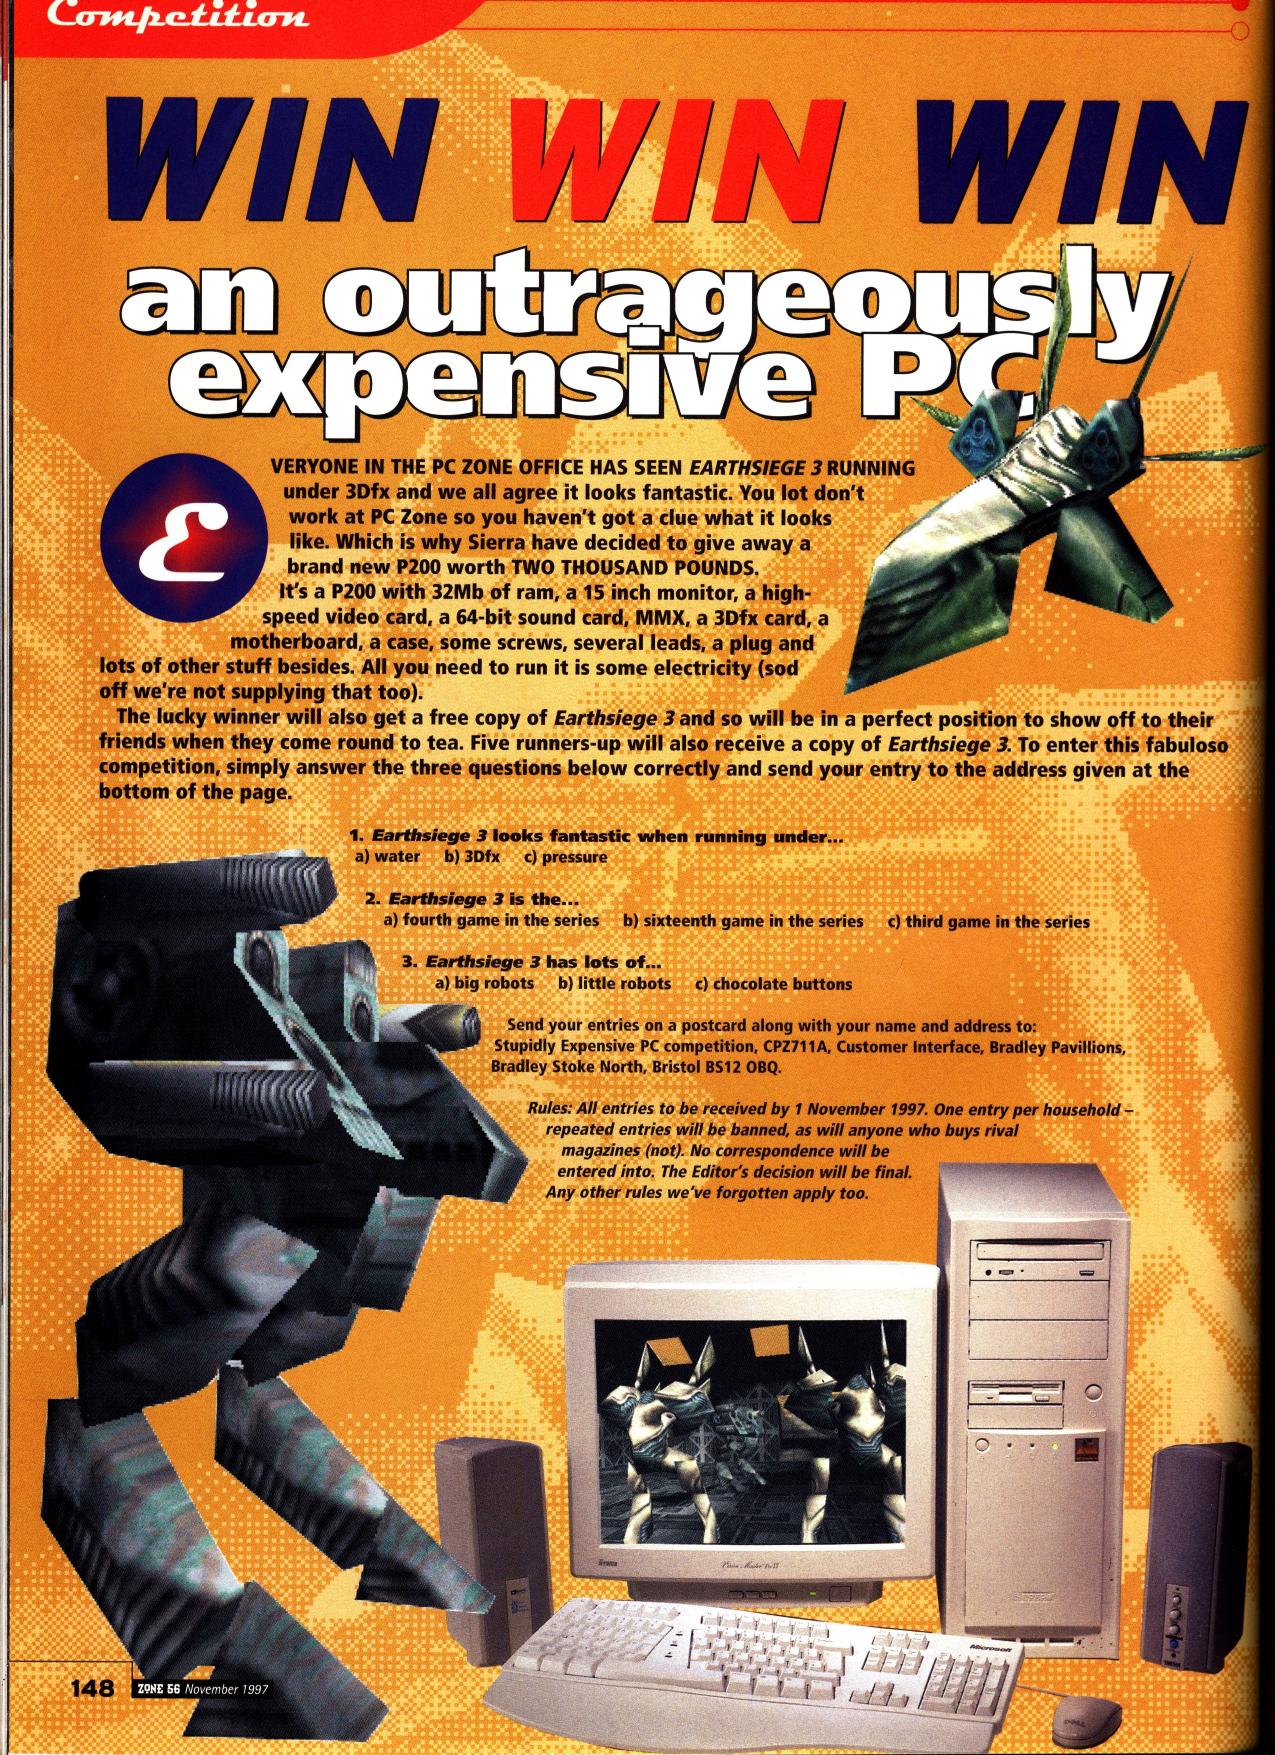 Competition
WIN WIN WIN
an outrageously
expensive PC
E
VERYONE IN THE PC ZONE OFFICE HAS SEEN EARTHSIEGE 3 RUNNING
under 3Dfx and we all agree it looks fantastic. You lot don't
work at PC Zone so you haven't got a clue what it looks
like. Which is why Sierra have decided to give away a
brand new P200 worth TWO THOUSAND POUNDS.
It's a P200 with 32Mb of ram, a 15 inch monitor, a high-
speed video card, a 64-bit sound card, MMX, a 3Dfx card, a
motherboard, a case, some screws, several leads, a plug and
lots of other stuff besides. All you need to run it is some electricity (sod
off we're not supplying that too).
The lucky winner will also get a free copy of Earthsiege 3 and so will be in a perfect position to show off to their
friends when they come round to tea. Five runners-up will also receive a copy of Earthsiege 3. To enter this fabuloso
competition, simply answer the three questions below correctly and send your entry to the address given at the
bottom of the page.
1. Earthsiege 3 looks fantastic when running under...
a) water b) 3Dfx c) pressure
2. Earthsiege 3 is the...
a) fourth game in the series b) sixteenth game in the series c) third game in the series
3. Earthsiege 3 has lots of...
a) big robots b) little robots c) chocolate buttons
Send your entries on a postcard along with your name and address to:
Stupidly Expensive PC competition, CPZ711A, Customer Interface, Bradley Pavillions,
Bradley Stoke North, Bristol BS12 OBQ.
Rules: All entries to be received by 1 November 1997. One entry per household –
repeated entries will be banned, as will anyone who buys rival
magazines (not). No correspondence will be
entered into. The Editor's decision will be final.
Any other rules we've forgotten apply too.
iiyama
Vision Master Pro 17
Microsoft
DELL
YAMAHA
148 ZONE 56 November 1997